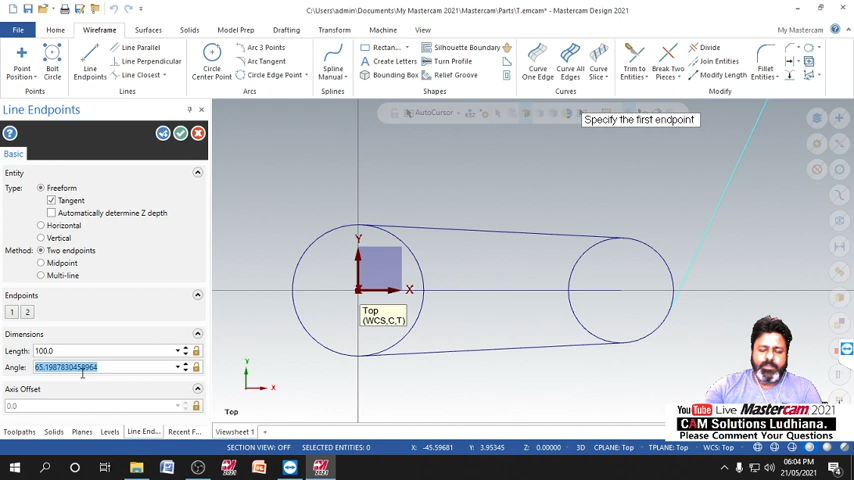 C:\Users\admin\Documents\My Mastercam 2021\Mastercam\Parts\T.emcam* - Mastercam Design 2021
File
Home
Wireframe
Surfaces
Solids
Model Prep
Drafting
Transform
Machine
View
My Mastercam
Point Position
Bolt Circle
Points
Line Endpoints
Line Parallel
Line Perpendicular
Line Closest
Lines
Circle Center Point
Arc 3 Points
Arc Tangent
Circle Edge Point
Arcs
Spline Manual
Splines
Rectan...
Create Letters
Bounding Box
Silhouette Boundary
Turn Profile
Relief Groove
Shapes
Curve One Edge
Curve All Edges
Curve Slice
Curves
Trim to Entities
Break Two Pieces
Divide
Join Entities
Modify Length
Fillet Entities
Modify
Line Endpoints
Basic
Entity
Type:
Freeform
Tangent
Automatically determine Z depth
Horizontal
Vertical
Method:
Two endpoints
Midpoint
Multi-line
Endpoints
1
2
Dimensions
Length: 100.0
Angle:
Axis Offset
0.0
AutoCursor
Specify the first endpoint
Y
X
Top
(WCS,C,T)
Y
X
Top
Toolpaths
Solids
Planes
Levels
Line End...
Recent F...
Viewsheet 1
+
SECTION VIEW: OFF
SELECTED ENTITIES: 0
X: -45.59681
Y: 3.95345
Z: 0.00000
3D
CPLANE: TOP
TPLANE: TOP
WCS: TOP
YouTube Live Mastercam 2021
CAM Solutions Ludhiana.
Please Comment Your Questions
06:04 PM
21/05/2021
4